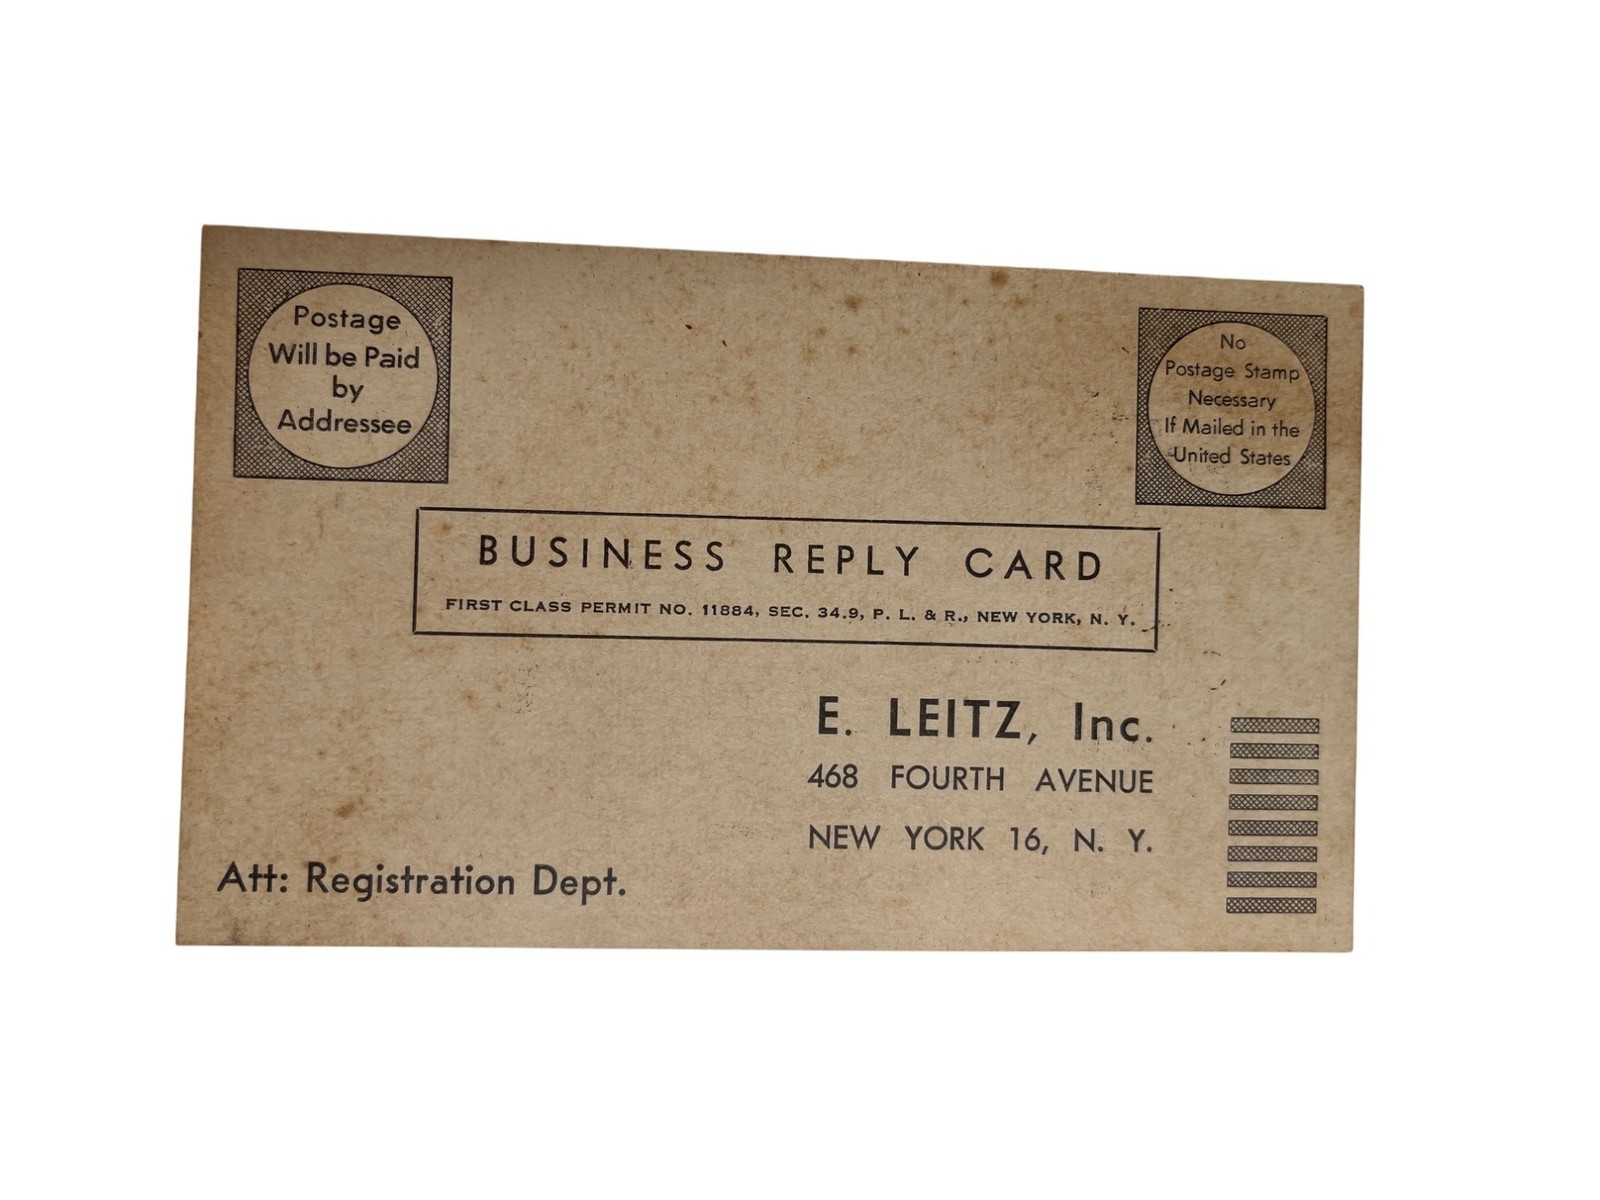 Postage
Will be Paid
by
Addressee
No
Postage Stamp
Necessary
If Mailed in the
United States
BUSINESS REPLY CARD
FIRST CLASS PERMIT NO. 11884, SEC. 34.9, P. L. & R., NEW YORK, N. Y.
E. LEITZ, Inc.
468 FOURTH AVENUE
NEW YORK 16, N. Y.
Att: Registration Dept.